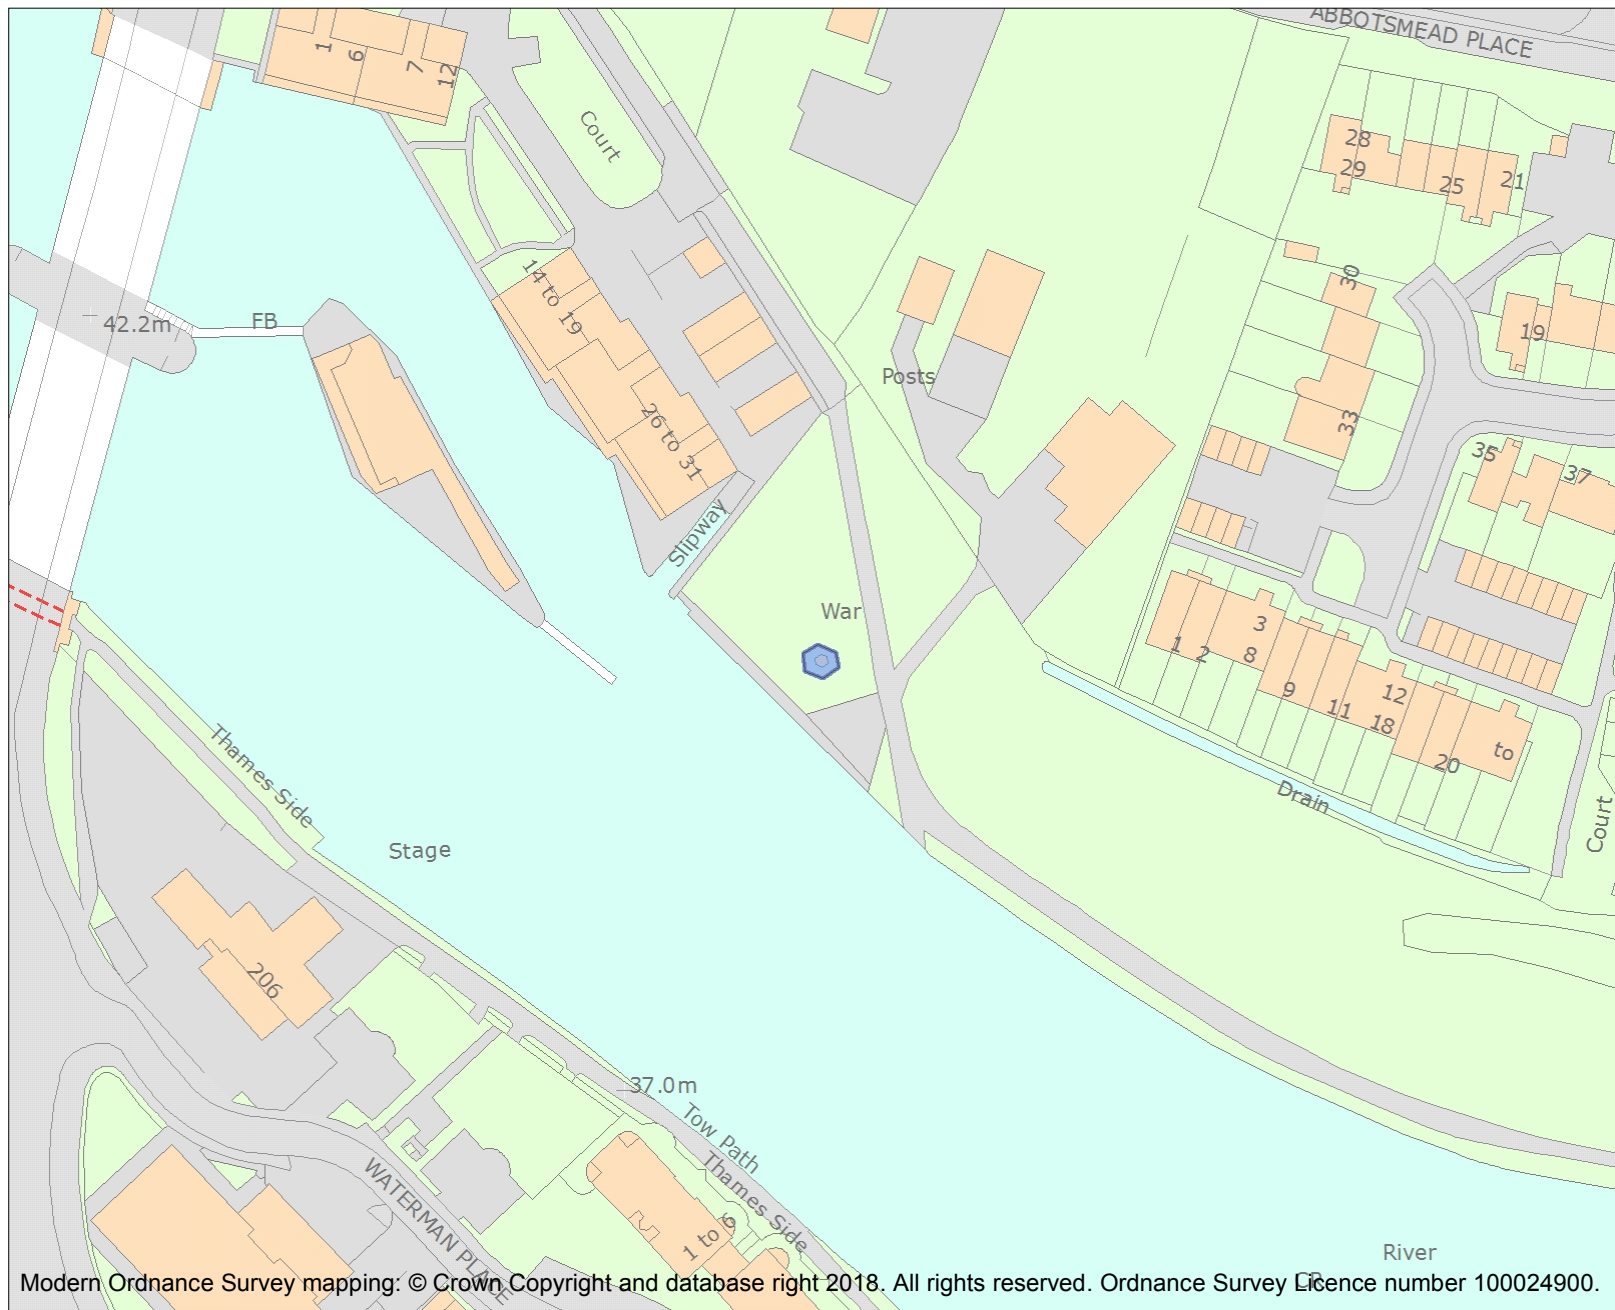 ABBOTSMEAD PLACE
1
6
7
12
Court
28
29
25
21
14 to 19
30
42.2m
FB
19
Posts
26 to 31
33
35
37
Slipway
War
3
1
2
8
9
11
12
18
20
to
Thames Side
Drain
Court
Stage
206
37.0m
Tow Path
Thames Side
WATERMAN PLACE
1 to 6
River
CR
Modern Ordnance Survey mapping: © Crown Copyright and database right 2018. All rights reserved. Ordnance Survey Licence number 100024900.